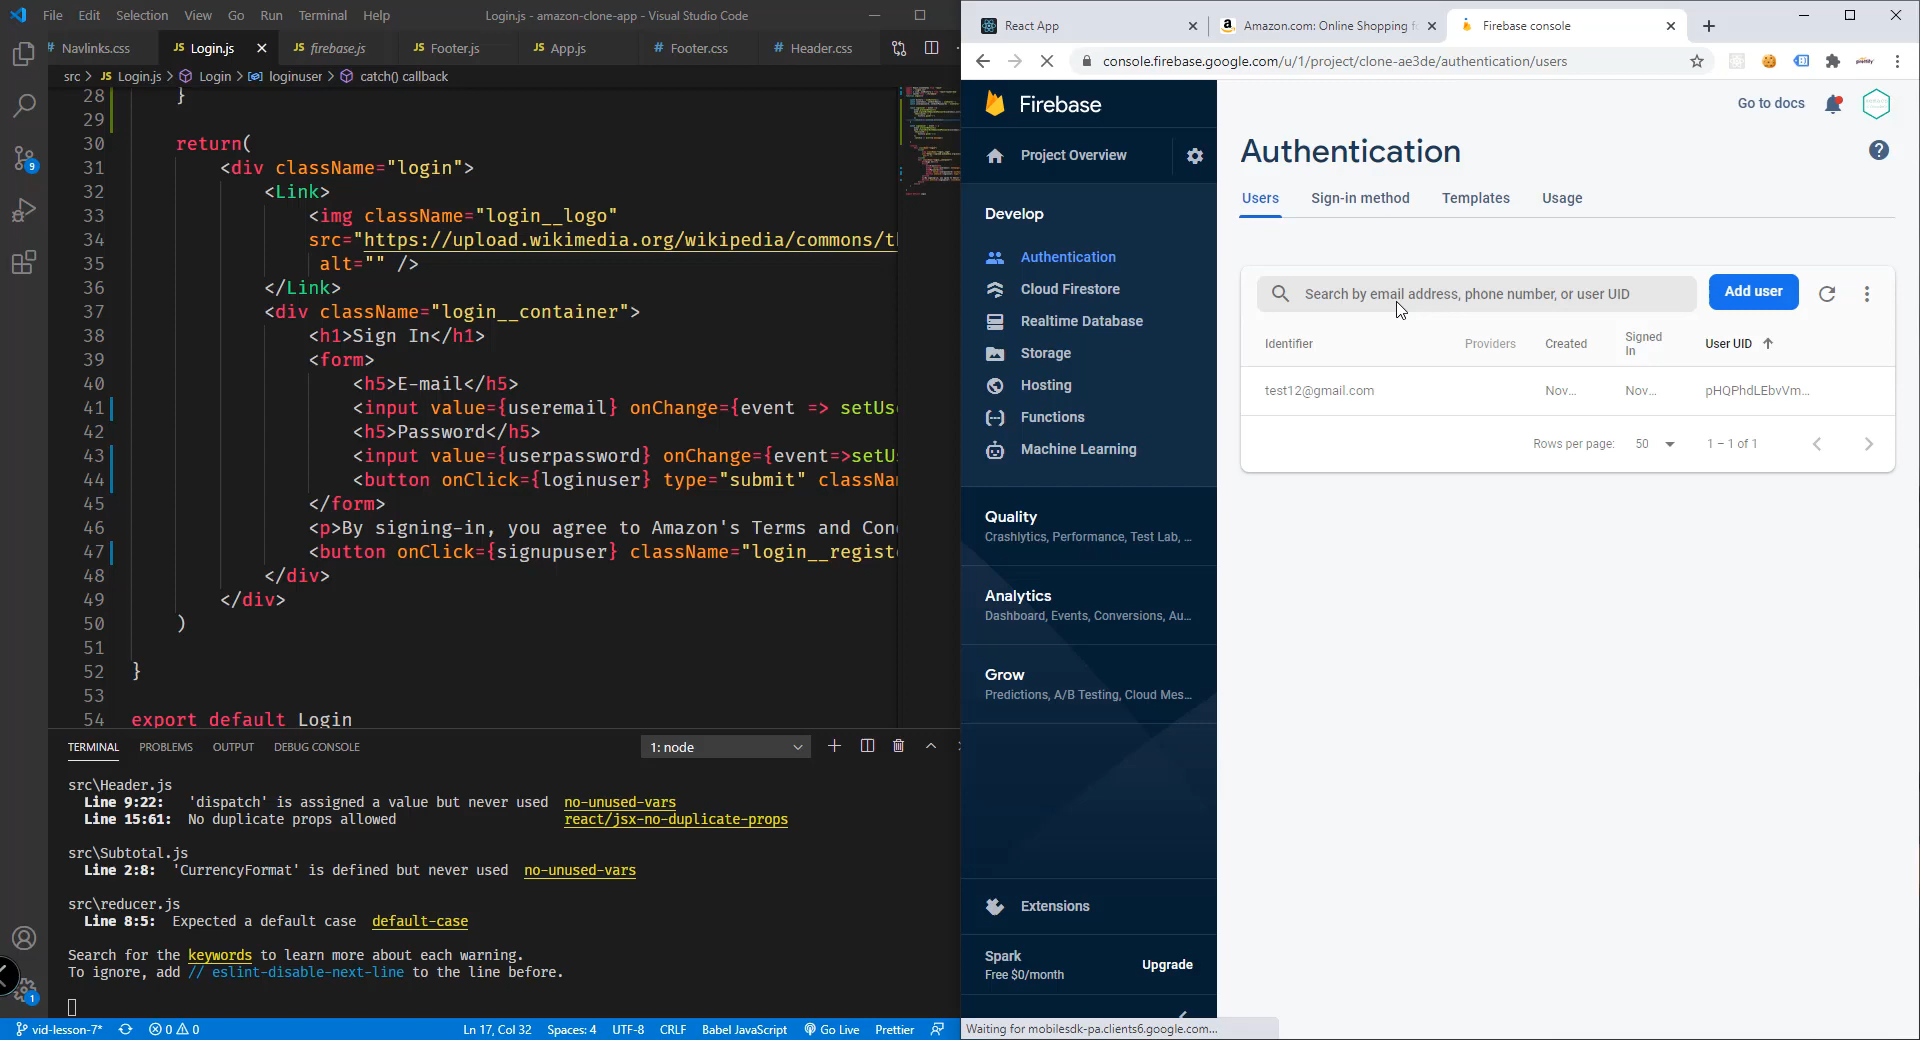 File Edit Selection View Go Run Terminal Help
Login.js - amazon-clone-app - Visual Studio Code
Navlinks.css
JS Login.js
JS firebase.js
JS Footer.js
JS App.js
# Footer.css
# Header.css
src > JS Login.js > Login > loginuser > catch() callback
28 }
29
30 return(
31 <div className="login">
32 <Link>
33 <img className="login__logo"
34 src="https://upload.wikimedia.org/wikipedia/commons/t
35 alt="" />
36 </Link>
37 <div className="login__container">
38 <h1>Sign In</h1>
39 <form>
40 <h5>E-mail</h5>
41 <input value={useremail} onChange={event => setUs
42 <h5>Password</h5>
43 <input value={userpassword} onChange={event=>setU
44 <button onClick={loginuser} type="submit" classNa
45 </form>
46 <p>By signing-in, you agree to Amazon's Terms and Con
47 <button onClick={signupuser} className="login__regist
48 </div>
49 </div>
50 )
51
52 }
53
54 export default Login
TERMINAL PROBLEMS OUTPUT DEBUG CONSOLE
1: node
src\Header.js
Line 9:22: 'dispatch' is assigned a value but never used no-unused-vars
Line 15:61: No duplicate props allowed react/jsx-no-duplicate-props
src\Subtotal.js
Line 2:8: 'CurrencyFormat' is defined but never used no-unused-vars
src\reducer.js
Line 8:5: Expected a default case default-case
Search for the keywords to learn more about each warning.
To ignore, add // eslint-disable-next-line to the line before.
9
1
vid-lesson-7* 0 0 Ln 17, Col 32 Spaces: 4 UTF-8 CRLF Babel JavaScript Go Live Prettier
React App
Amazon.com: Online Shopping f
Firebase console
console.firebase.google.com/u/1/project/clone-ae3de/authentication/users
Firebase
Project Overview
Develop
Authentication
Cloud Firestore
Realtime Database
Storage
Hosting
Functions
Machine Learning
Quality
Crashlytics, Performance, Test Lab, ...
Analytics
Dashboard, Events, Conversions, Au...
Grow
Predictions, A/B Testing, Cloud Mes...
Extensions
Spark
Free $0/month
Upgrade
Go to docs
Authentication
Users Sign-in method Templates Usage
Search by email address, phone number, or user UID
Add user
Identifier Providers Created Signed In User UID
test12@gmail.com Nov... Nov... pHQPhdLEbvVm...
Rows per page: 50 1 – 1 of 1
Waiting for mobilesdk-pa.clients6.google.com...